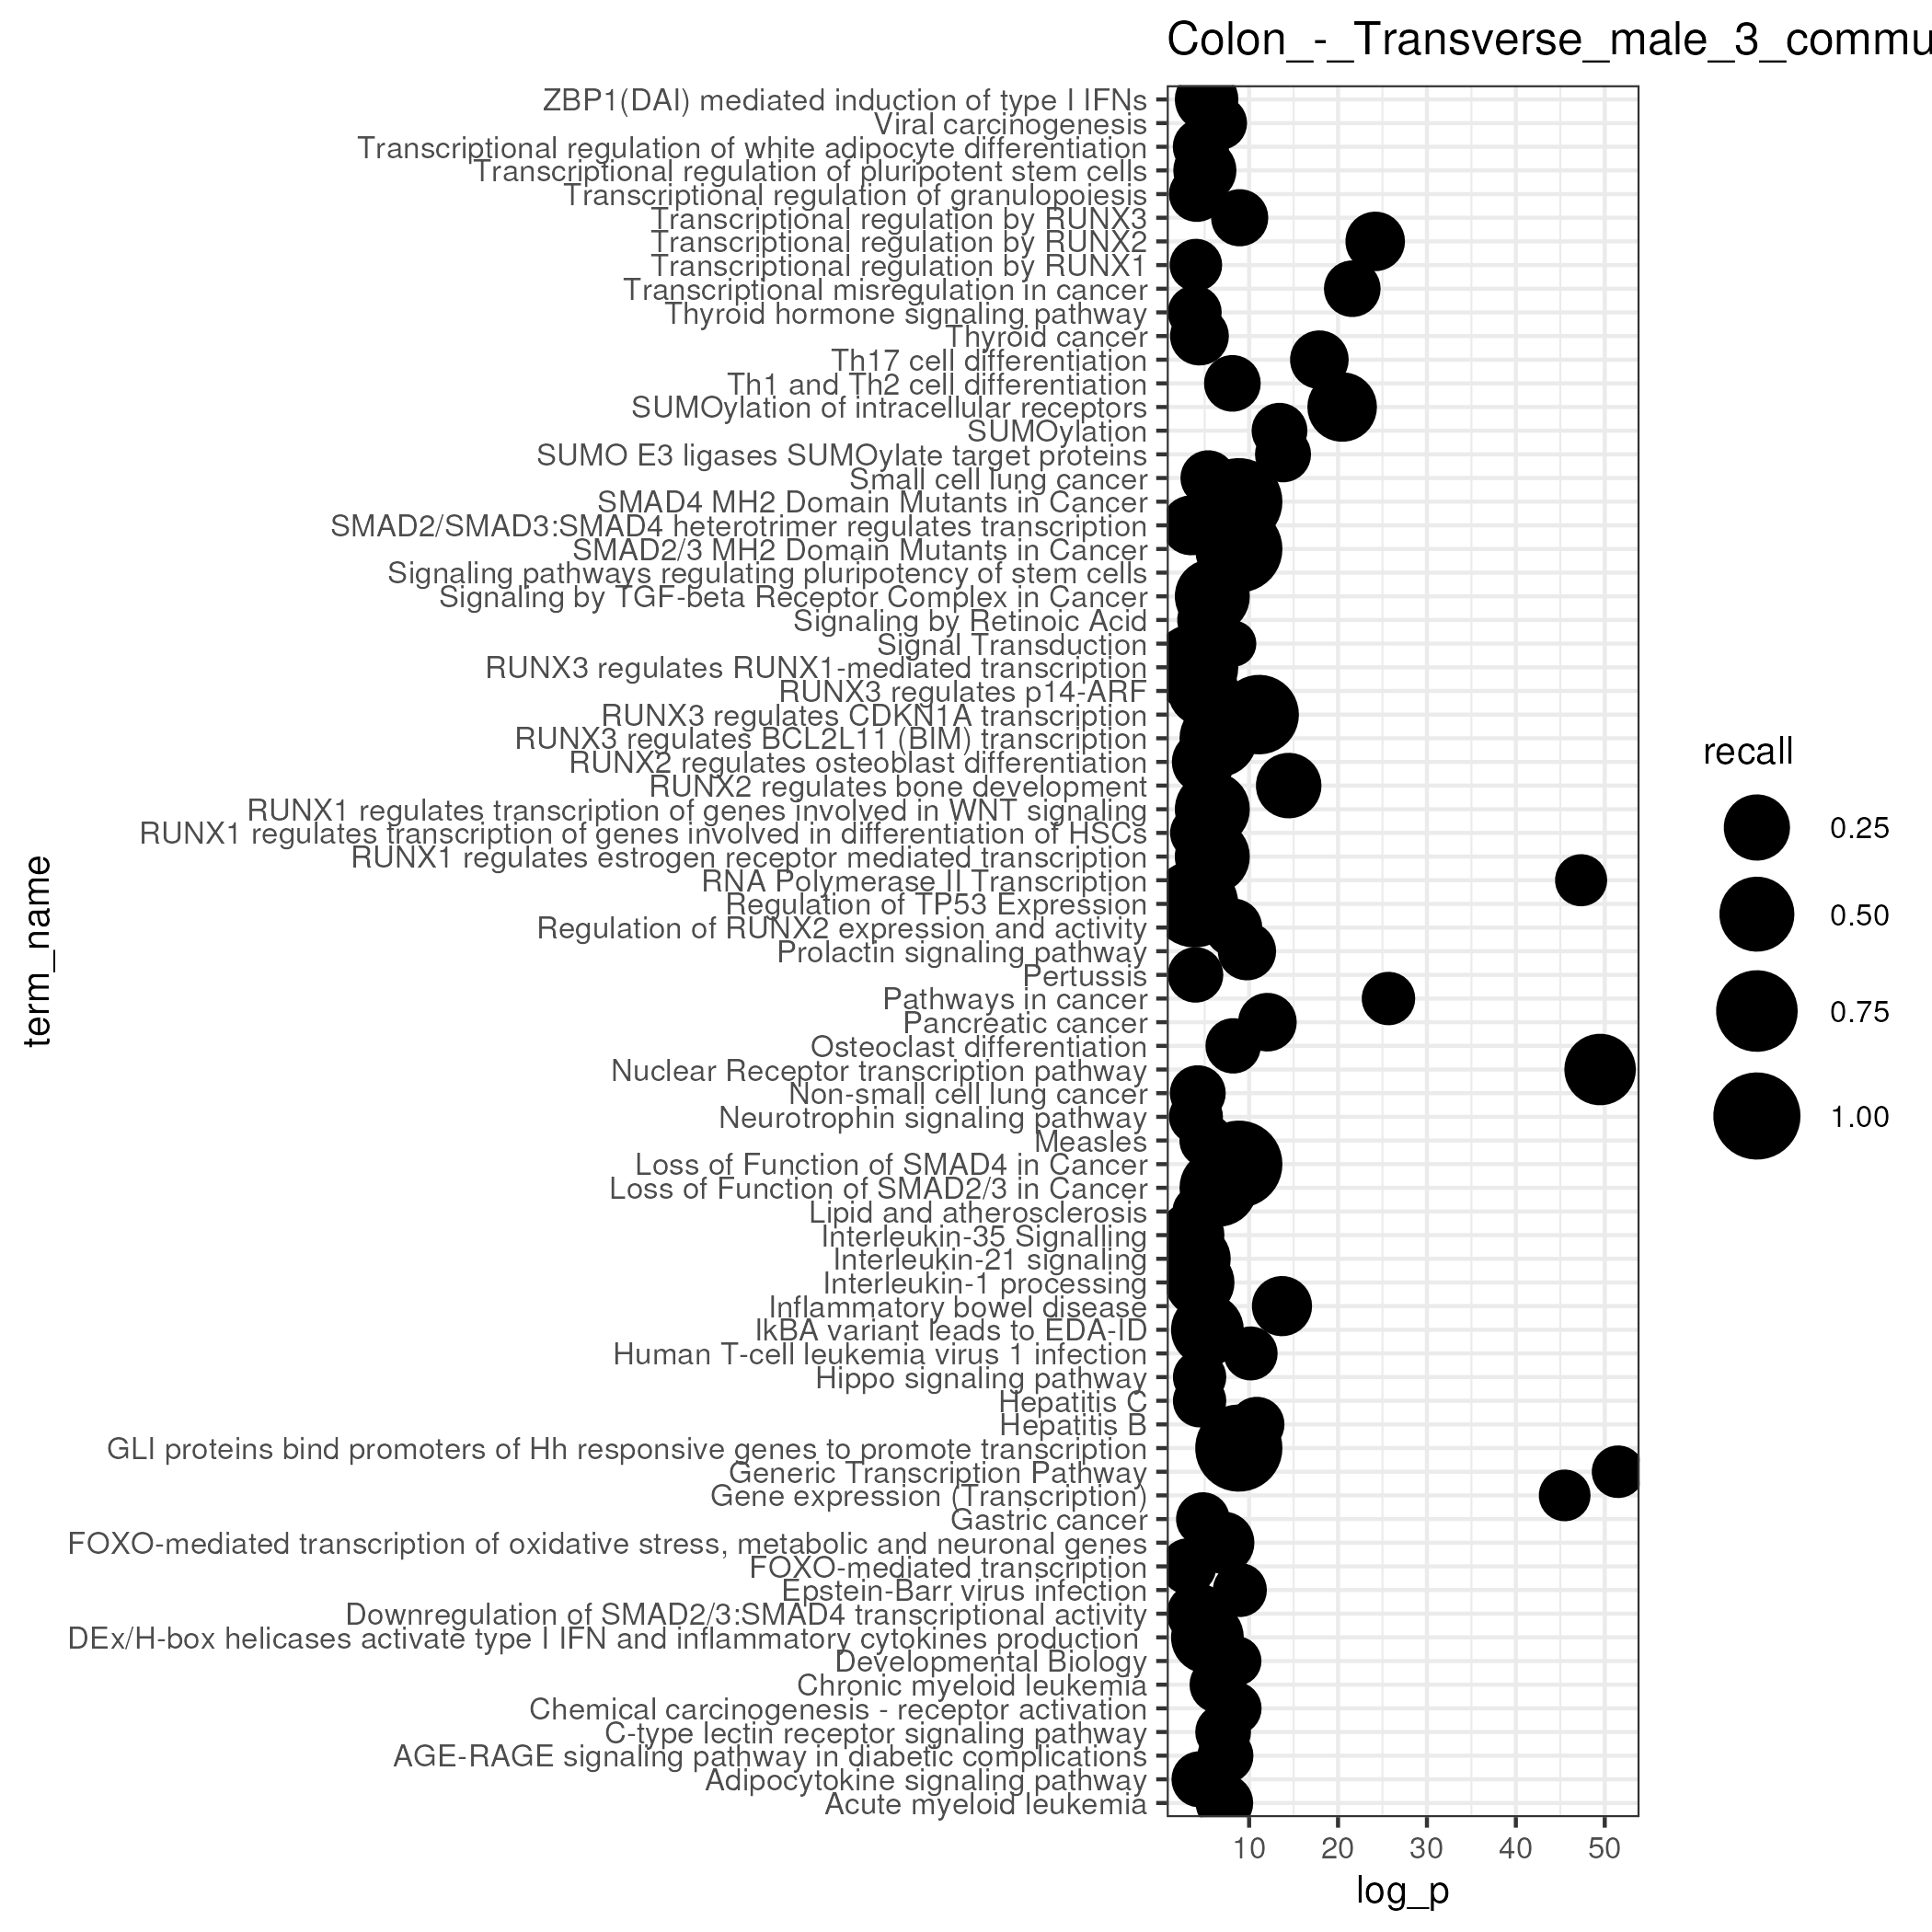 Colon_-_Transverse_male_3_commu
ZBP1(DAI) mediated induction of type I IFNs
Viral carcinogenesis
Transcriptional regulation of white adipocyte differentiation
Transcriptional regulation of pluripotent stem cells
Transcriptional regulation of granulopoiesis
Transcriptional regulation by RUNX3
Transcriptional regulation by RUNX2
Transcriptional regulation by RUNX1
Transcriptional misregulation in cancer
Thyroid hormone signaling pathway
Thyroid cancer
Th17 cell differentiation
Th1 and Th2 cell differentiation
SUMOylation of intracellular receptors
SUMOylation
SUMO E3 ligases SUMOylate target proteins
Small cell lung cancer
SMAD4 MH2 Domain Mutants in Cancer
SMAD2/SMAD3:SMAD4 heterotrimer regulates transcription
SMAD2/3 MH2 Domain Mutants in Cancer
Signaling pathways regulating pluripotency of stem cells
Signaling by TGF-beta Receptor Complex in Cancer
Signaling by Retinoic Acid
Signal Transduction
RUNX3 regulates RUNX1-mediated transcription
RUNX3 regulates p14-ARF
RUNX3 regulates CDKN1A transcription
RUNX3 regulates BCL2L11 (BIM) transcription
RUNX2 regulates osteoblast differentiation
RUNX2 regulates bone development
RUNX1 regulates transcription of genes involved in WNT signaling
RUNX1 regulates transcription of genes involved in differentiation of HSCs
RUNX1 regulates estrogen receptor mediated transcription
RNA Polymerase II Transcription
Regulation of TP53 Expression
Regulation of RUNX2 expression and activity
Prolactin signaling pathway
Pertussis
Pathways in cancer
Pancreatic cancer
Osteoclast differentiation
Nuclear Receptor transcription pathway
Non-small cell lung cancer
Neurotrophin signaling pathway
Measles
Loss of Function of SMAD4 in Cancer
Loss of Function of SMAD2/3 in Cancer
Lipid and atherosclerosis
Interleukin-35 Signalling
Interleukin-21 signaling
Interleukin-1 processing
Inflammatory bowel disease
IkBA variant leads to EDA-ID
Human T-cell leukemia virus 1 infection
Hippo signaling pathway
Hepatitis C
Hepatitis B
GLI proteins bind promoters of Hh responsive genes to promote transcription
Generic Transcription Pathway
Gene expression (Transcription)
Gastric cancer
FOXO-mediated transcription of oxidative stress, metabolic and neuronal genes
FOXO-mediated transcription
Epstein-Barr virus infection
Downregulation of SMAD2/3:SMAD4 transcriptional activity
DEx/H-box helicases activate type I IFN and inflammatory cytokines production
Developmental Biology
Chronic myeloid leukemia
Chemical carcinogenesis - receptor activation
C-type lectin receptor signaling pathway
AGE-RAGE signaling pathway in diabetic complications
Adipocytokine signaling pathway
Acute myeloid leukemia
term_name
10 20 30 40 50
log_p
recall
0.25
0.50
0.75
1.00